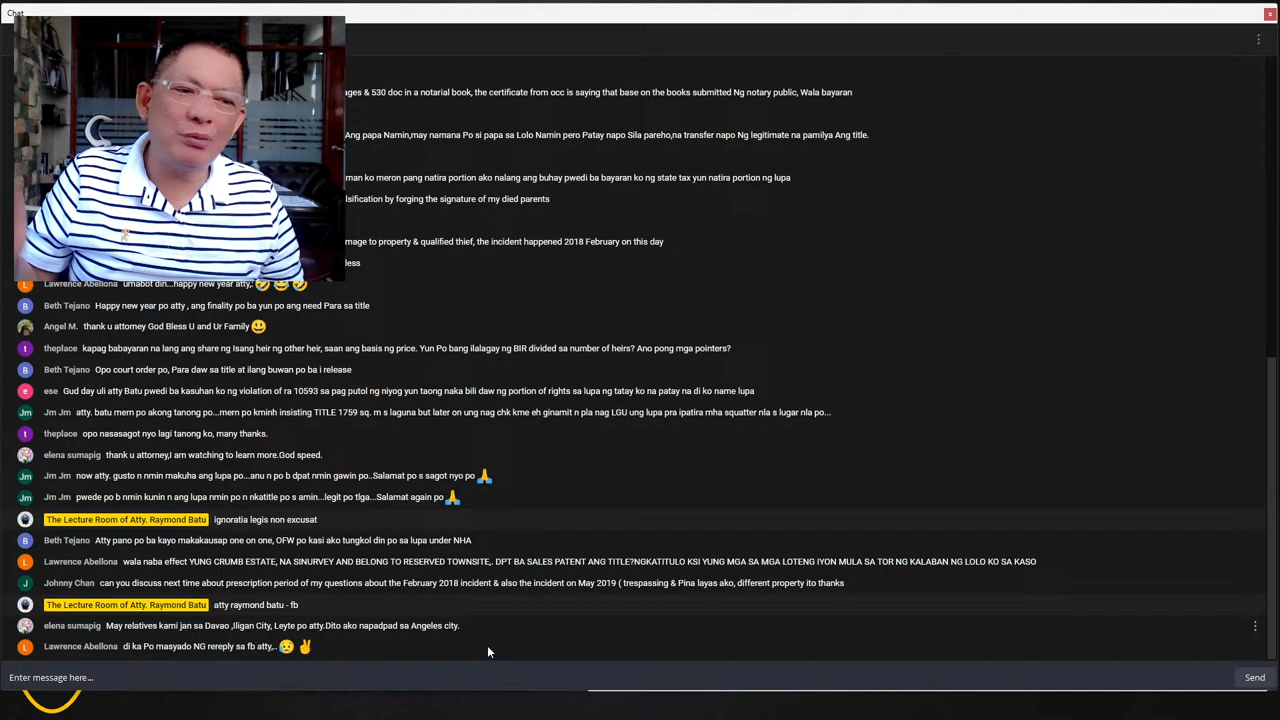 Chat
ages & 530 doc in a notarial book, the certificate from occ is saying that base on the books submitted Ng notary public, Wala bayaran
Ang papa Namin,may namana Po si papa sa Lolo Namin pero Patay napo Sila pareho,na transfer napo Ng legitimate na pamilya Ang title.
man ko meron pang natira portion ako nalang ang buhay pwedi ba bayaran ko ng state tax yun natira portion ng lupa
lsification by forging the signature of my died parents
mage to property & qualified thief, the incident happened 2018 February on this day
less
Lawrence Abellona umabot din...happy new year atty,. 🤣 😂 🤣
Beth Tejano Happy new year po atty , ang finality po ba yun po ang need Para sa title
Angel M. thank u attorney God Bless U and Ur Family 😃
theplace kapag babayaran na lang ang share ng Isang heir ng other heir, saan ang basis ng price. Yun Po bang ilalagay ng BIR divided sa number of heirs? Ano pong mga pointers?
Beth Tejano Opo court order po, Para daw sa title at ilang buwan po ba i release
ese Gud day uli atty Batu pwedi ba kasuhan ko ng violation of ra 10593 sa pag putol ng niyog yun taong naka bili daw ng portion of rights sa lupa ng tatay ko na patay na di ko name lupa
Jm Jm atty. batu mern po akong tanong po...mern po kminh insisting TITLE 1759 sq. m s laguna but later on ung nag chk kme eh ginamit n pla nag LGU ung lupa pra ipatira mha squatter nla s lugar nla po...
theplace opo nasasagot nyo lagi tanong ko, many thanks.
elena sumapig thank u attorney,I am watching to learn more.God speed.
Jm Jm now atty. gusto n nmin makuha ang lupa po...anu n po b dpat nmin gawin po..Salamat po s sagot nyo po 🙏
Jm Jm pwede po b nmin kunin n ang lupa nmin po n nkatitle po s amin...legit po tlga...Salamat again po 🙏
The Lecture Room of Atty. Raymond Batu ignoratia legis non excusat
Beth Tejano Atty pano po ba kayo makakausap one on one, OFW po kasi ako tungkol din po sa lupa under NHA
Lawrence Abellona wala naba effect YUNG CRUMB ESTATE, NA SINURVEY AND BELONG TO RESERVED TOWNSITE,. DPT BA SALES PATENT ANG TITLE?NGKATITULO KSI YUNG MGA SA MGA LOTENG IYON MULA SA TOR NG KALABAN NG LOLO KO SA KASO
Johnny Chan can you discuss next time about prescription period of my questions about the February 2018 incident & also the incident on May 2019 ( trespassing & Pina layas ako, different property ito thanks
The Lecture Room of Atty. Raymond Batu atty raymond batu - fb
elena sumapig May relatives kami jan sa Davao ,Iligan City, Leyte po atty.Dito ako napadpad sa Angeles city.
Lawrence Abellona di ka Po masyado NG rereply sa fb atty,.. 😥 ✌
Enter message here...
Send